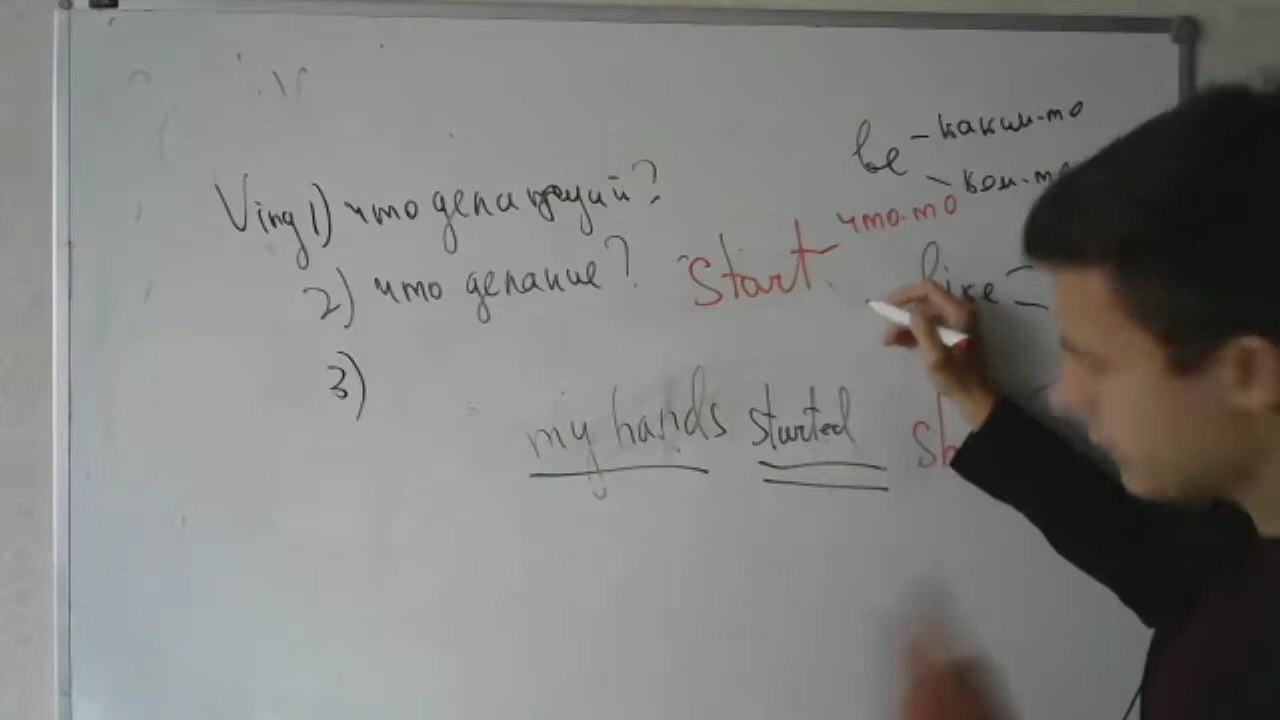 be - каким-то
- кем-то
Ving 1) что делающий?
что-то
2) что делание? start like
3)
my hands started